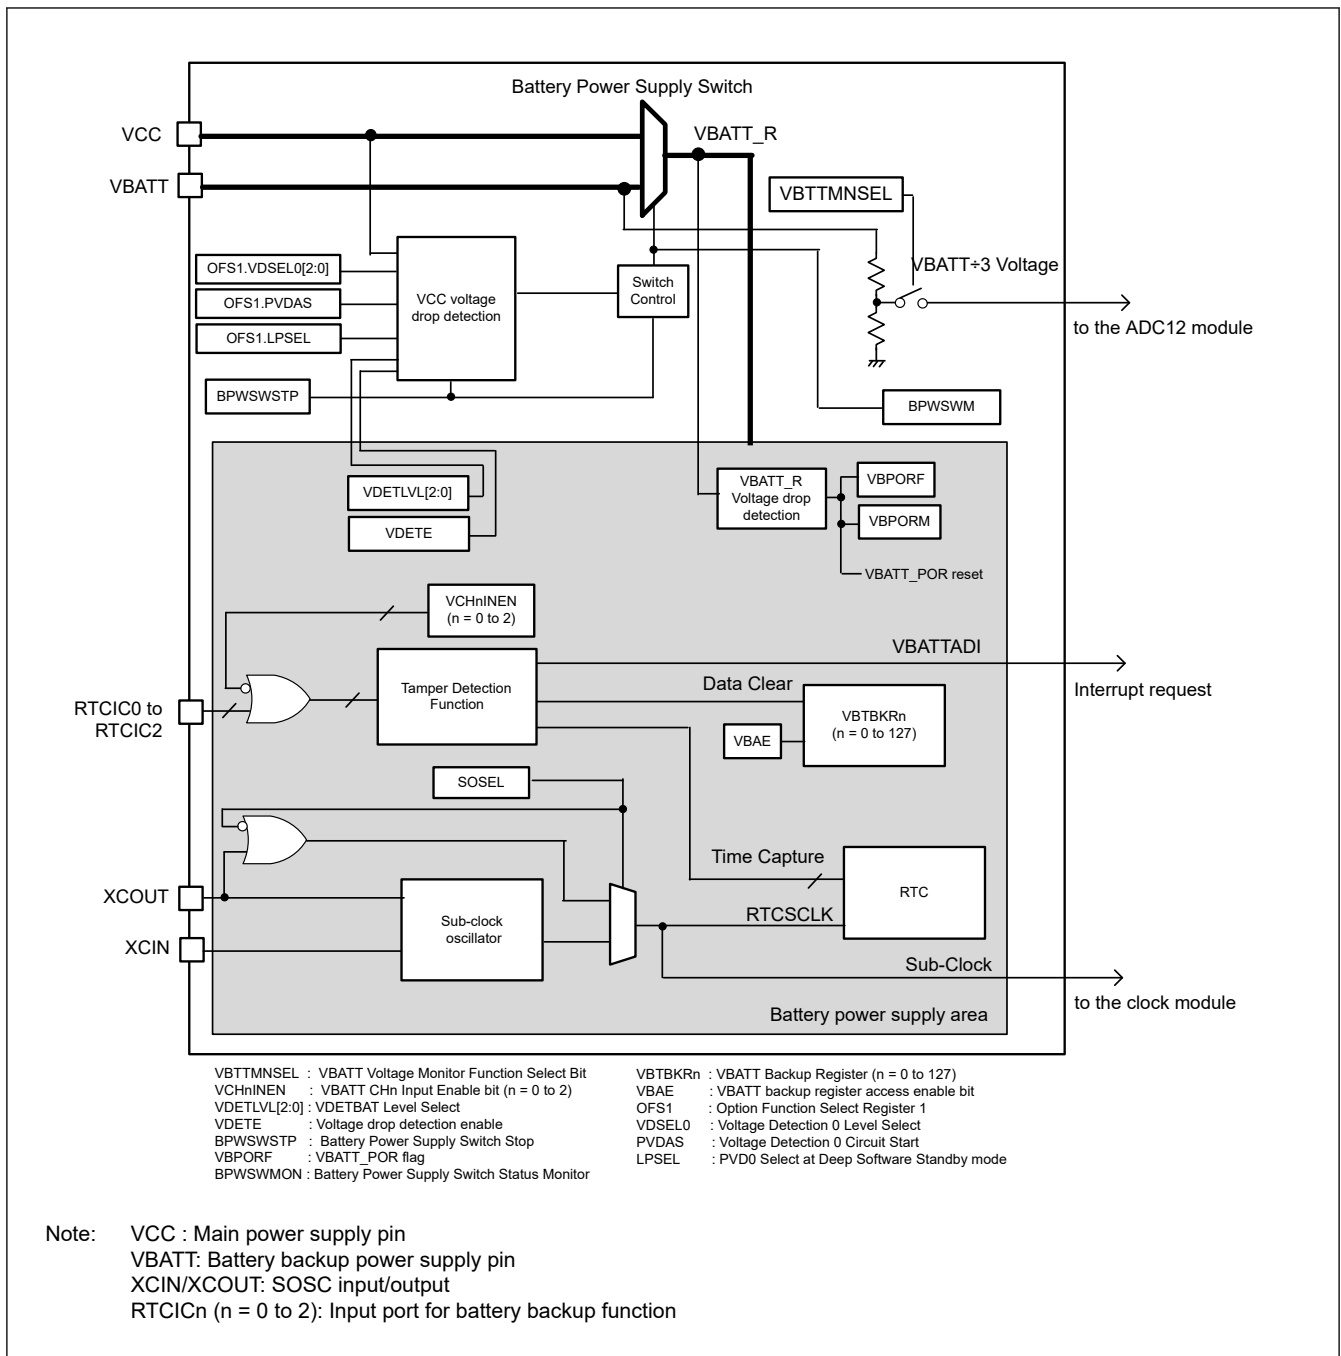 Battery Power Supply Switch
VCC
VBATT_R
VBATT
VBTTMNSEL
OFS1.VDSEL0[2:0]
OFS1.PVDAS
OFS1.LPSEL
VCC voltage
drop detection
Switch
Control
VBATT÷3 Voltage
to the ADC12 module
BPWSWSTP
BPWSWM
VDETLVL[2:0]
VDETE
VBATT_R
Voltage drop
detection
VBPORF
VBPORM
VBATT_POR reset
VCHnINEN
(n = 0 to 2)
VBATTADI
Interrupt request
RTCIC0 to
RTCIC2
Tamper Detection
Function
Data Clear
VBTBKRn
(n = 0 to 127)
VBAE
SOSEL
Time Capture
RTC
XCOUT
RTCSCLK
Sub-clock
oscillator
XCIN
Sub-Clock
to the clock module
Battery power supply area
VBTTMNSEL : VBATT Voltage Monitor Function Select Bit
VCHnINEN : VBATT CHn Input Enable bit (n = 0 to 2)
VDETLVL[2:0] : VDETBAT Level Select
VDETE : Voltage drop detection enable
BPWSWSTP : Battery Power Supply Switch Stop
VBPORF : VBATT_POR flag
BPWSWMON : Battery Power Supply Switch Status Monitor
VBTBKRn : VBATT Backup Register (n = 0 to 127)
VBAE : VBATT backup register access enable bit
OFS1 : Option Function Select Register 1
VDSEL0 : Voltage Detection 0 Level Select
PVDAS : Voltage Detection 0 Circuit Start
LPSEL : PVD0 Select at Deep Software Standby mode
Note: VCC : Main power supply pin
VBATT: Battery backup power supply pin
XCIN/XCOUT: SOSC input/output
RTCICn (n = 0 to 2): Input port for battery backup function